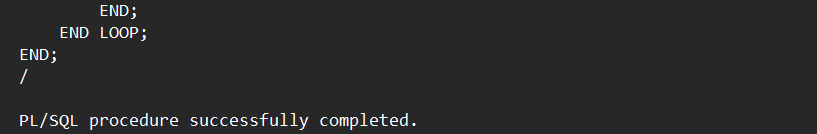 END;
    END LOOP;
END;
/

PL/SQL procedure successfully completed.